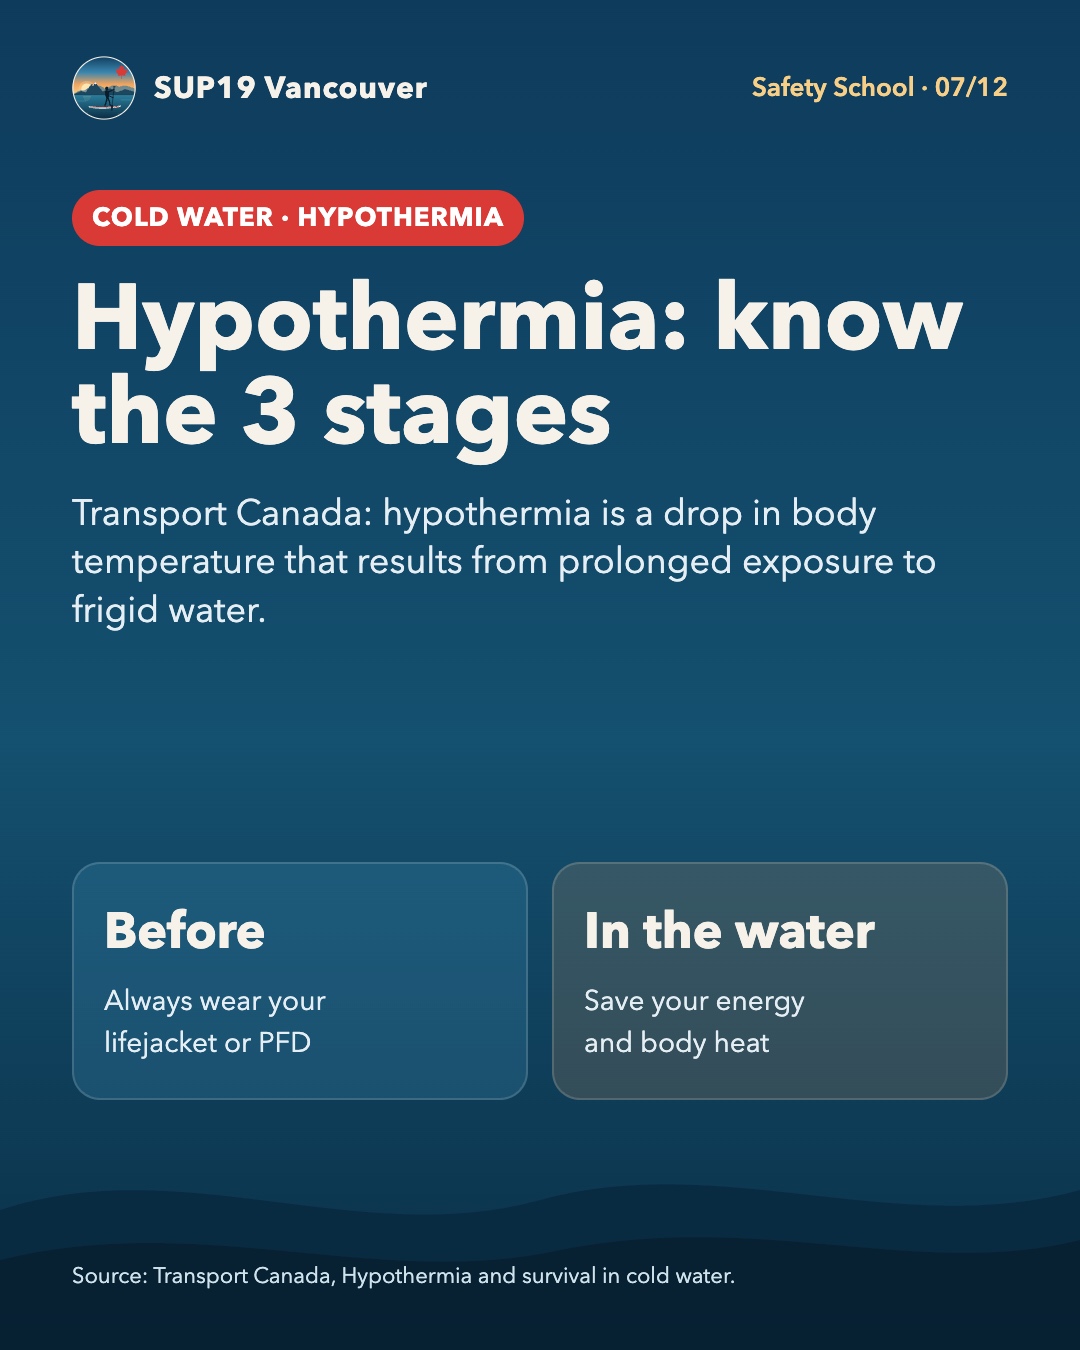 SUP19 Vancouver
Safety School · 07/12
COLD WATER · HYPOTHERMIA
Hypothermia: know
the 3 stages
Transport Canada: hypothermia is a drop in body
temperature that results from prolonged exposure to
frigid water.
Before
Always wear your
lifejacket or PFD
In the water
Save your energy
and body heat
Source: Transport Canada, Hypothermia and survival in cold water.